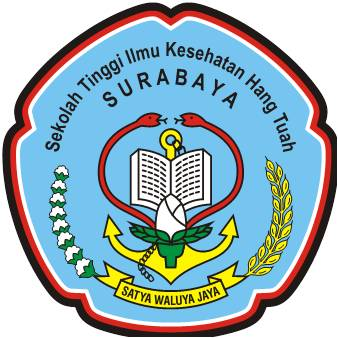 Sekolah Tinggi Ilmu Kesehatan Hang Tuah
SURABAYA
SATYA WALUYA JAYA